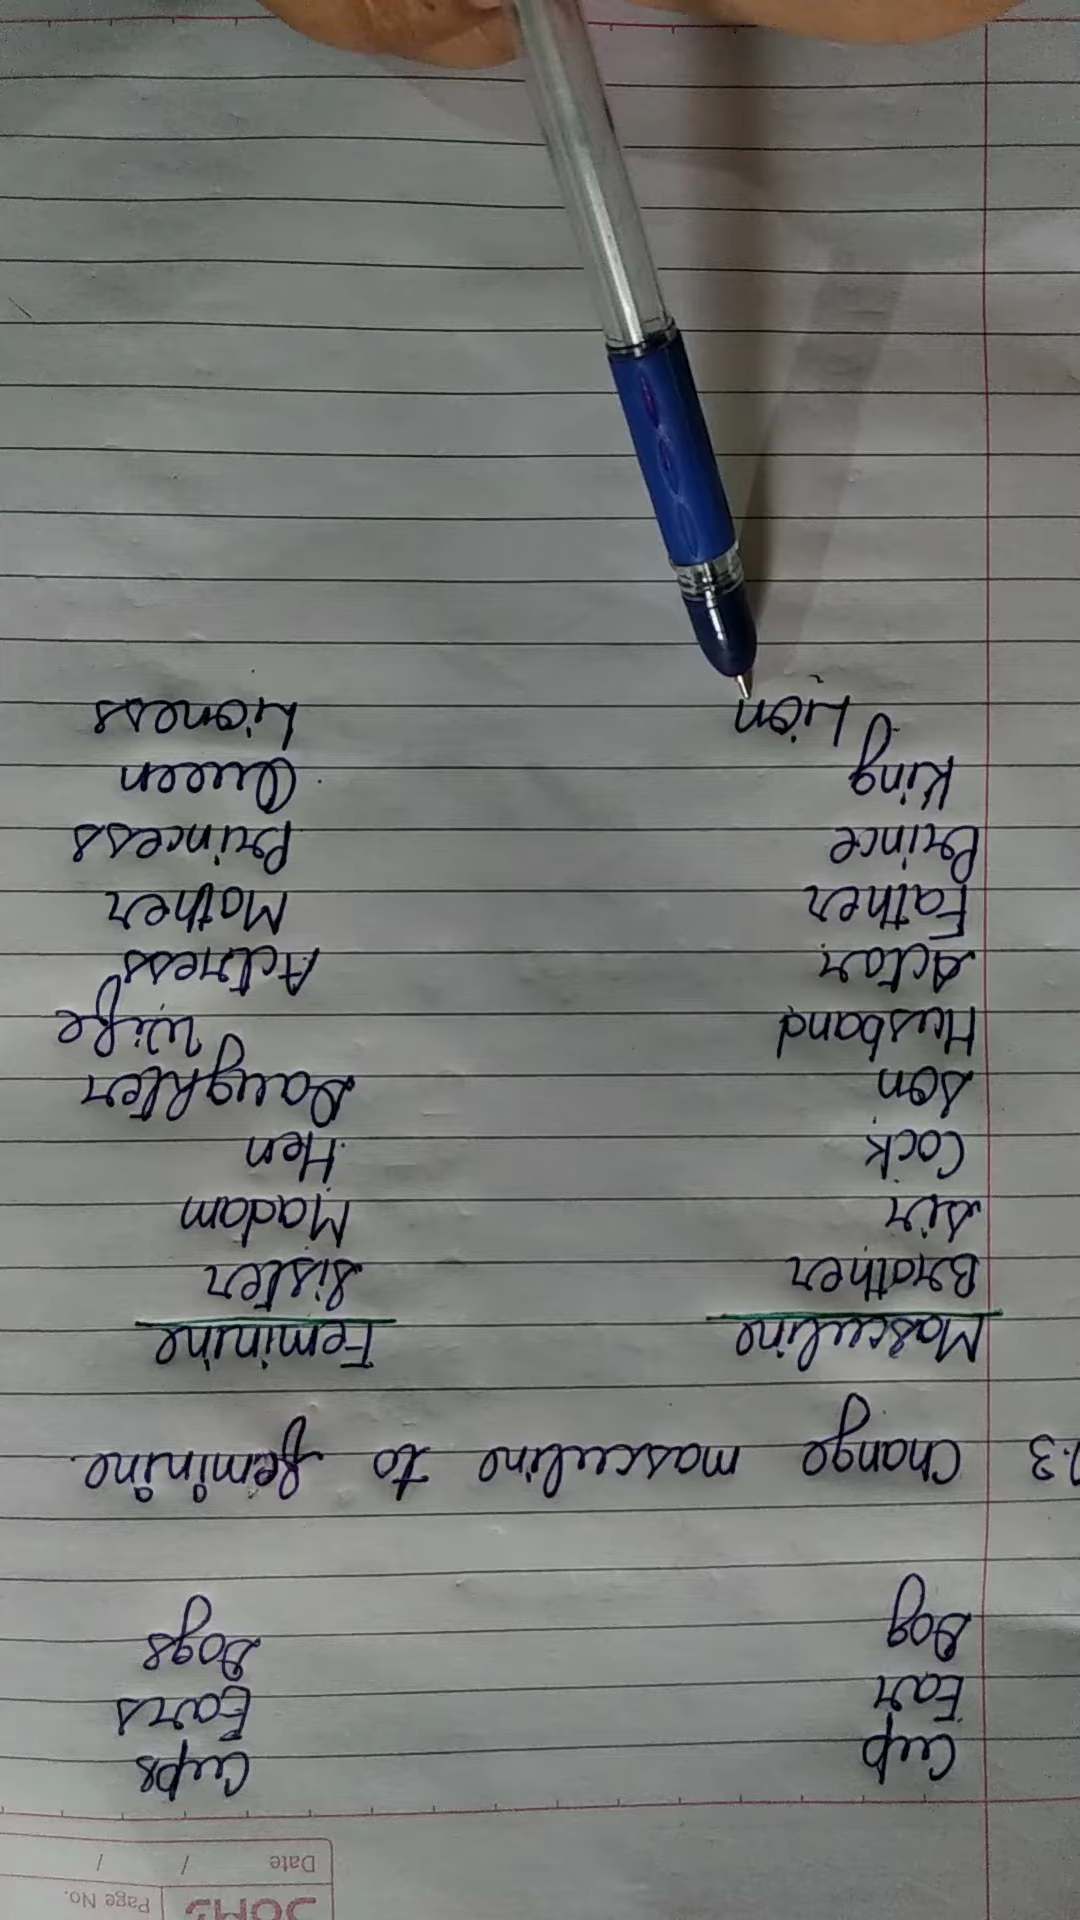 DOMS Page No.
Date / /
Cup Cups
Ear Ears
Dog Dogs
Q.3 Change masculine to feminine.
Masculine Feminine
Brother Sister
Sir Madam
Cock Hen
Son Daughter
Husband Wife
Actor Actress
Father Mother
Prince Princess
King Queen
Lion Lioness